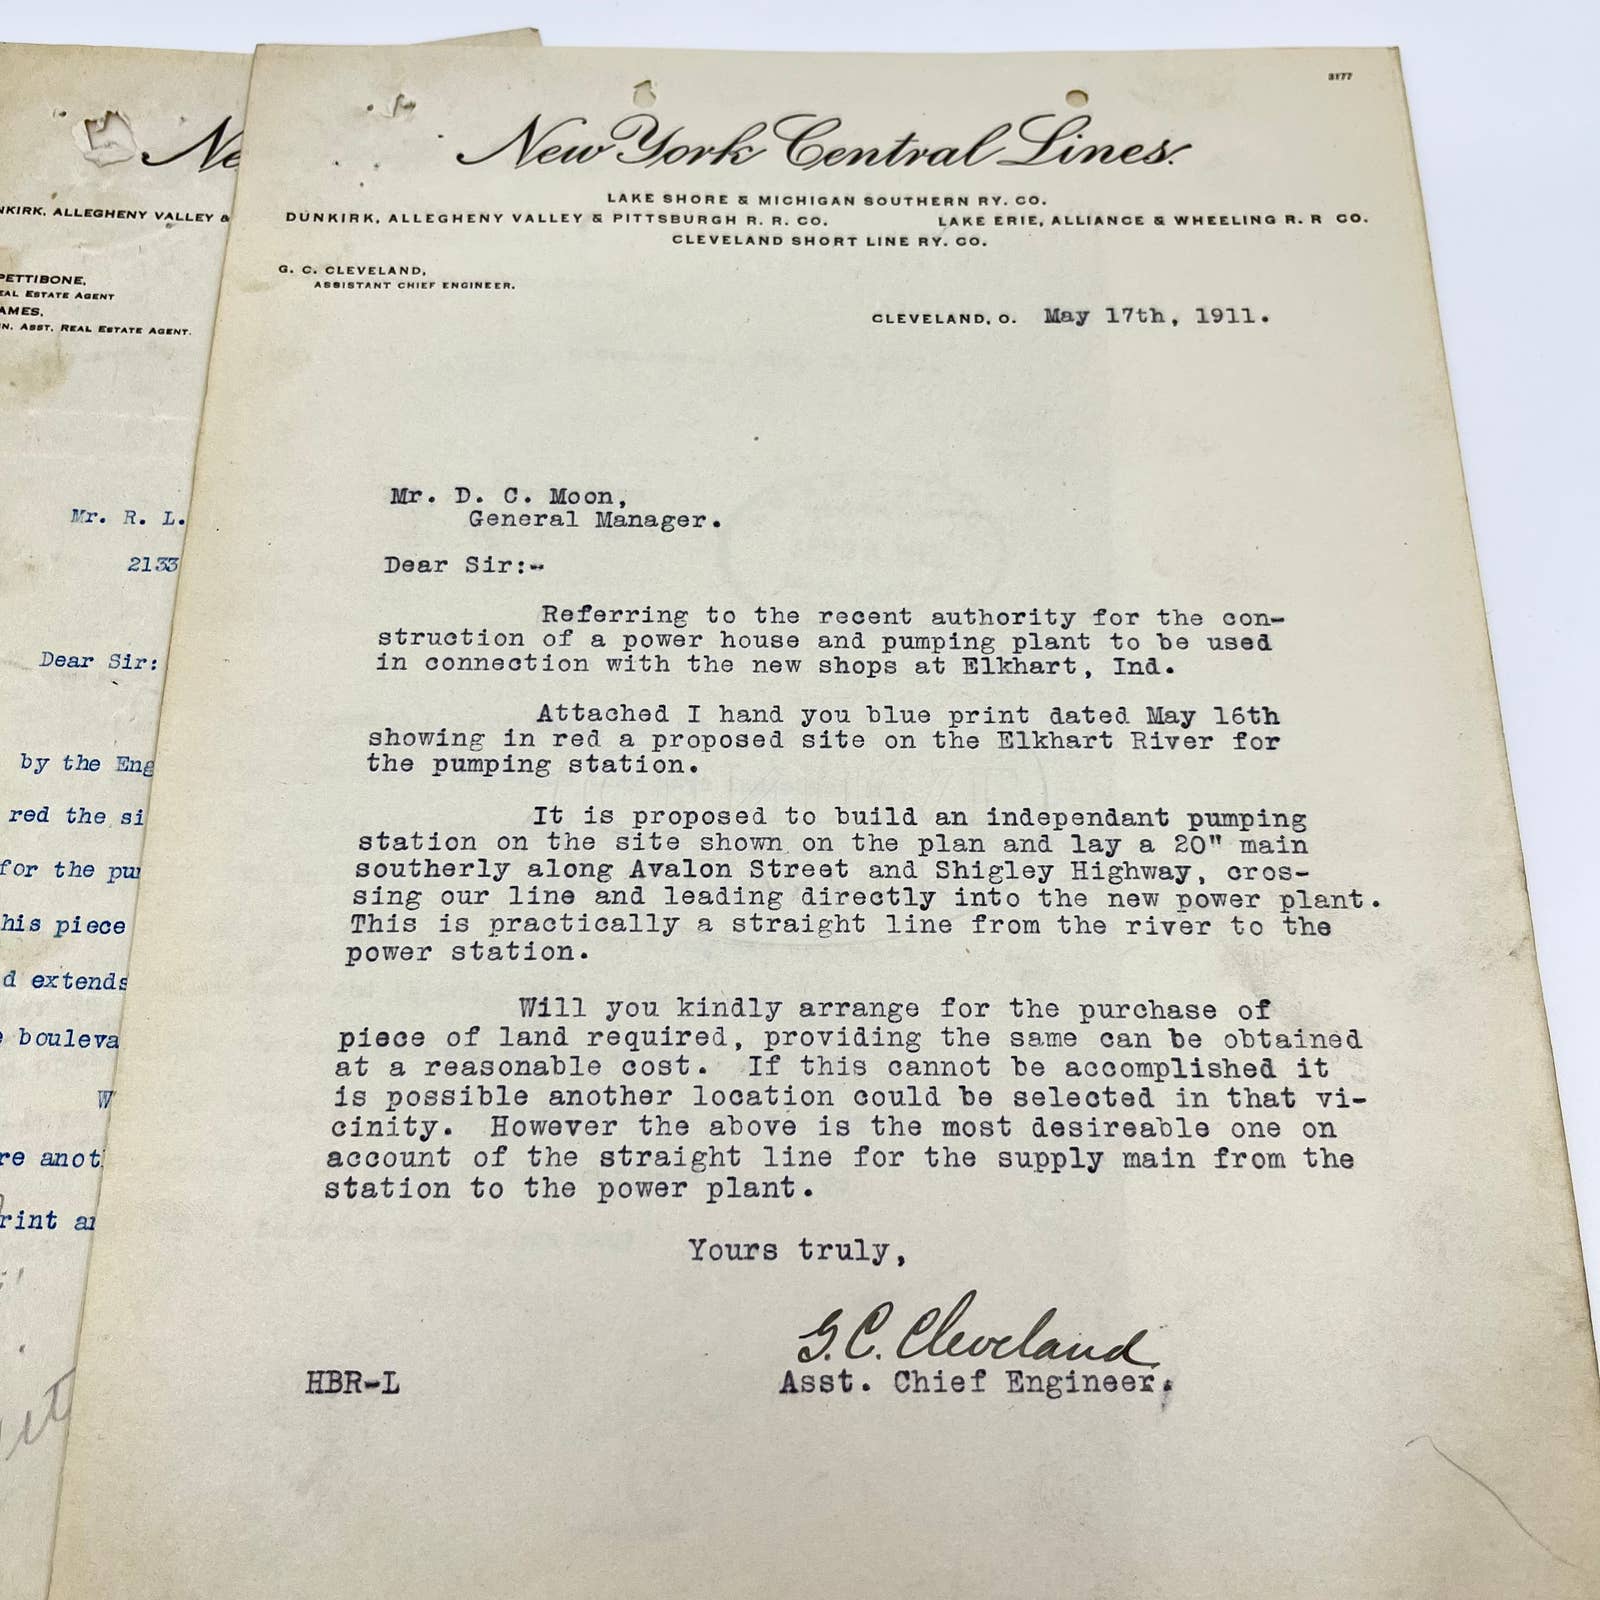 3177
New York Central Lines.
LAKE SHORE & MICHIGAN SOUTHERN RY. CO.
DUNKIRK, ALLEGHENY VALLEY & PITTSBURGH R. R. CO. LAKE ERIE, ALLIANCE & WHEELING R. R CO.
CLEVELAND SHORT LINE RY. CO.
G. C. CLEVELAND,
ASSISTANT CHIEF ENGINEER.
CLEVELAND, O. May 17th, 1911.
Mr. D. C. Moon,
General Manager.
Dear Sir:-
Referring to the recent authority for the con-
struction of a power house and pumping plant to be used
in connection with the new shops at Elkhart, Ind.
Attached I hand you blue print dated May 16th
showing in red a proposed site on the Elkhart River for
the pumping station.
It is proposed to build an independant pumping
station on the site shown on the plan and lay a 20" main
southerly along Avalon Street and Shigley Highway, cros-
sing our line and leading directly into the new power plant.
This is practically a straight line from the river to the
power station.
Will you kindly arrange for the purchase of
piece of land required, providing the same can be obtained
at a reasonable cost. If this cannot be accomplished it
is possible another location could be selected in that vi-
cinity. However the above is the most desireable one on
account of the straight line for the supply main from the
station to the power plant.
Yours truly,
G. C. Cleveland
HBR-L Asst. Chief Engineer.
Ne
NKIRK, ALLEGHENY VALLEY &
PETTIBONE,
EAL ESTATE AGENT
AMES,
N. ASST. REAL ESTATE AGENT.
Mr. R. L.
2133
Dear Sir:
by the Eng
red the si
for the pu
his piece
d extends
bouleva
W
re anot
rint a